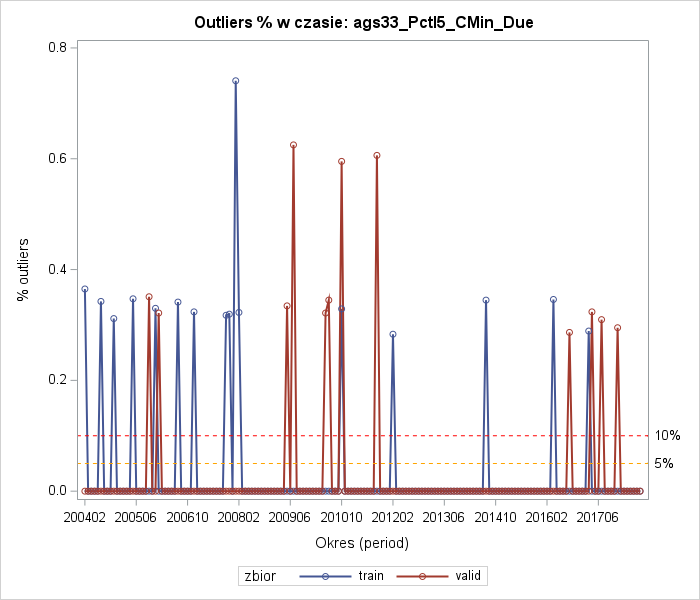 Outliers % w czasie: ags33_Pctl5_CMin_Due
% outliers
0.8
0.6
0.4
0.2
0.0
10%
5%
200402 200506 200610 200802 200906 201010 201202 201306 201410 201602 201706
Okres (period)
zbior train valid